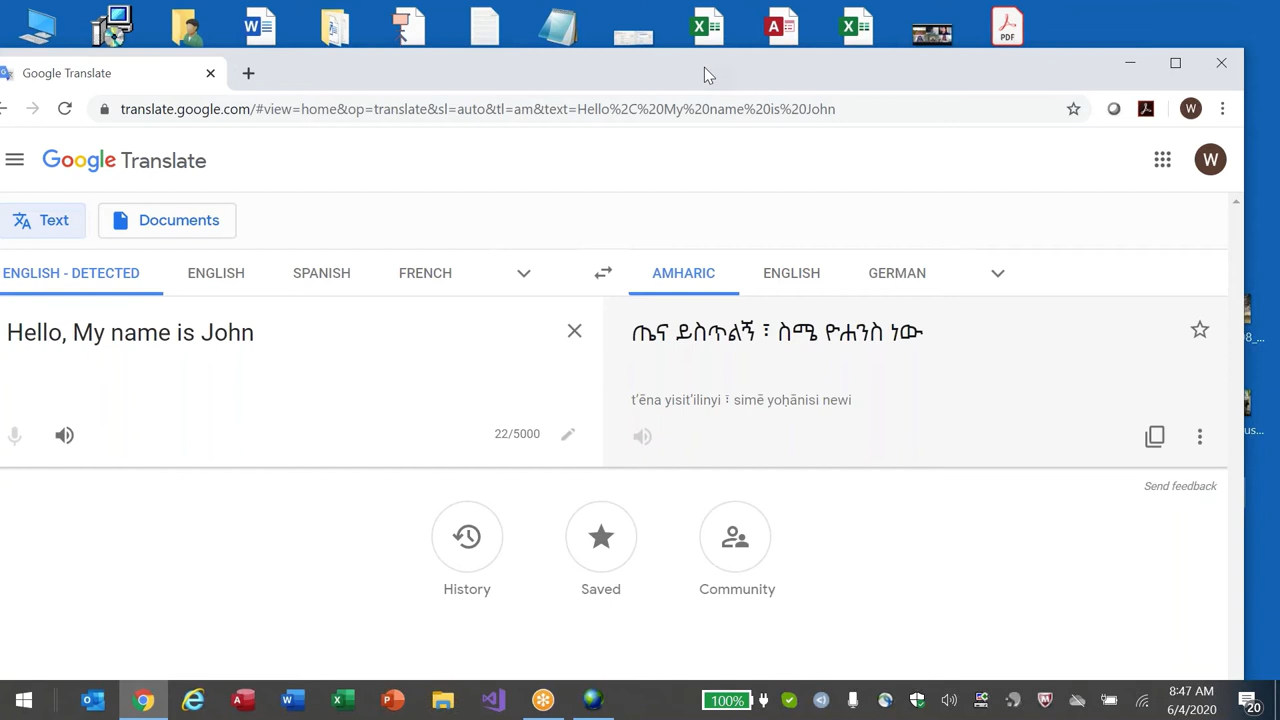 PDF
Google Translate
translate.google.com/#view=home&op=translate&sl=auto&tl=am&text=Hello%2C%20My%20name%20is%20John
W
Google Translate
W
Text
Documents
ENGLISH - DETECTED
ENGLISH
SPANISH
FRENCH
AMHARIC
ENGLISH
GERMAN
Hello, My name is John
22/5000
ጤና ይስጥልኝ ፣ ስሜ ዮሐንስ ነው
t'ēna yisit'ilinyi ፣ simē yoḥānisi newi
Send feedback
History
Saved
Community
98_...
us...
100%
8:47 AM
6/4/2020
20